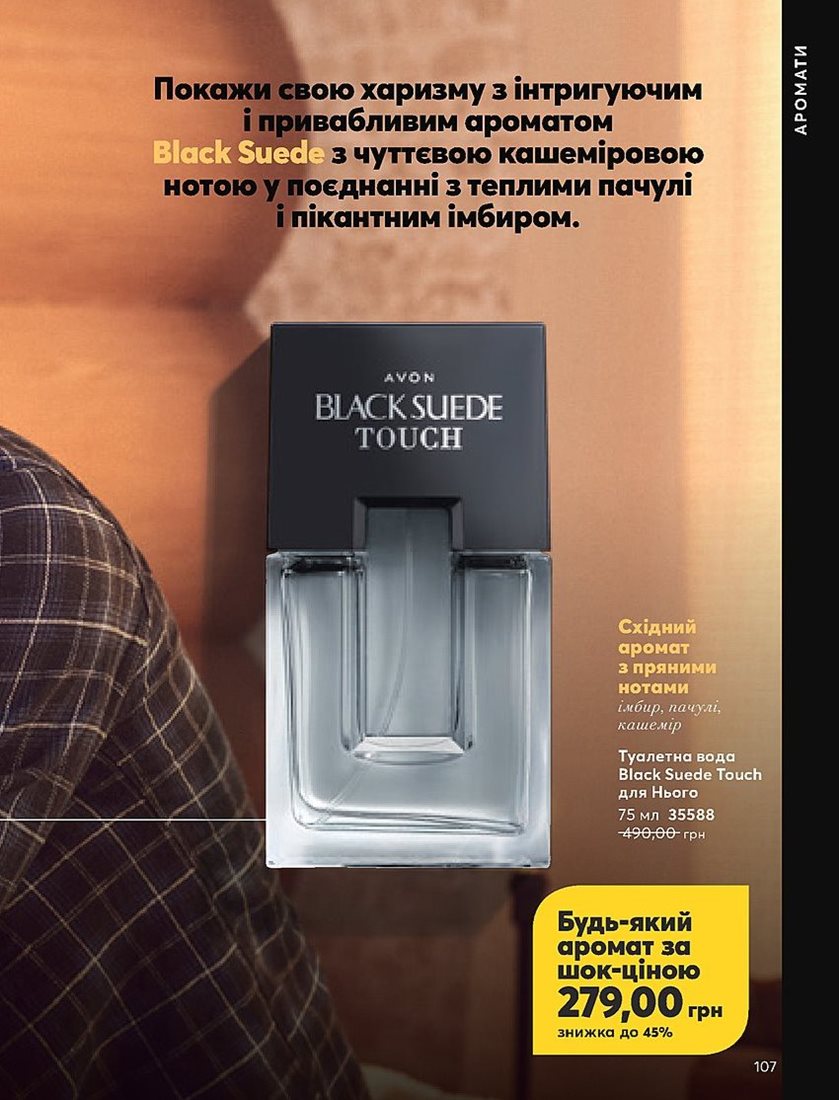 АРОМАТИ
Покажи свою харизму з інтригуючим
і привабливим ароматом
Black Suede з чуттєвою кашеміровою
нотою у поєднанні з теплими пачулі
і пікантним імбиром.
AVON
BLACK SUEDE
TOUCH
Східний
аромат
з пряними
нотами
імбир, пачулі,
кашемір
Туалетна вода
Black Suede Touch
для Нього
75 мл 35588
490,00 грн
Будь-який
аромат за
шок-ціною
279,00 грн
знижка до 45%
107